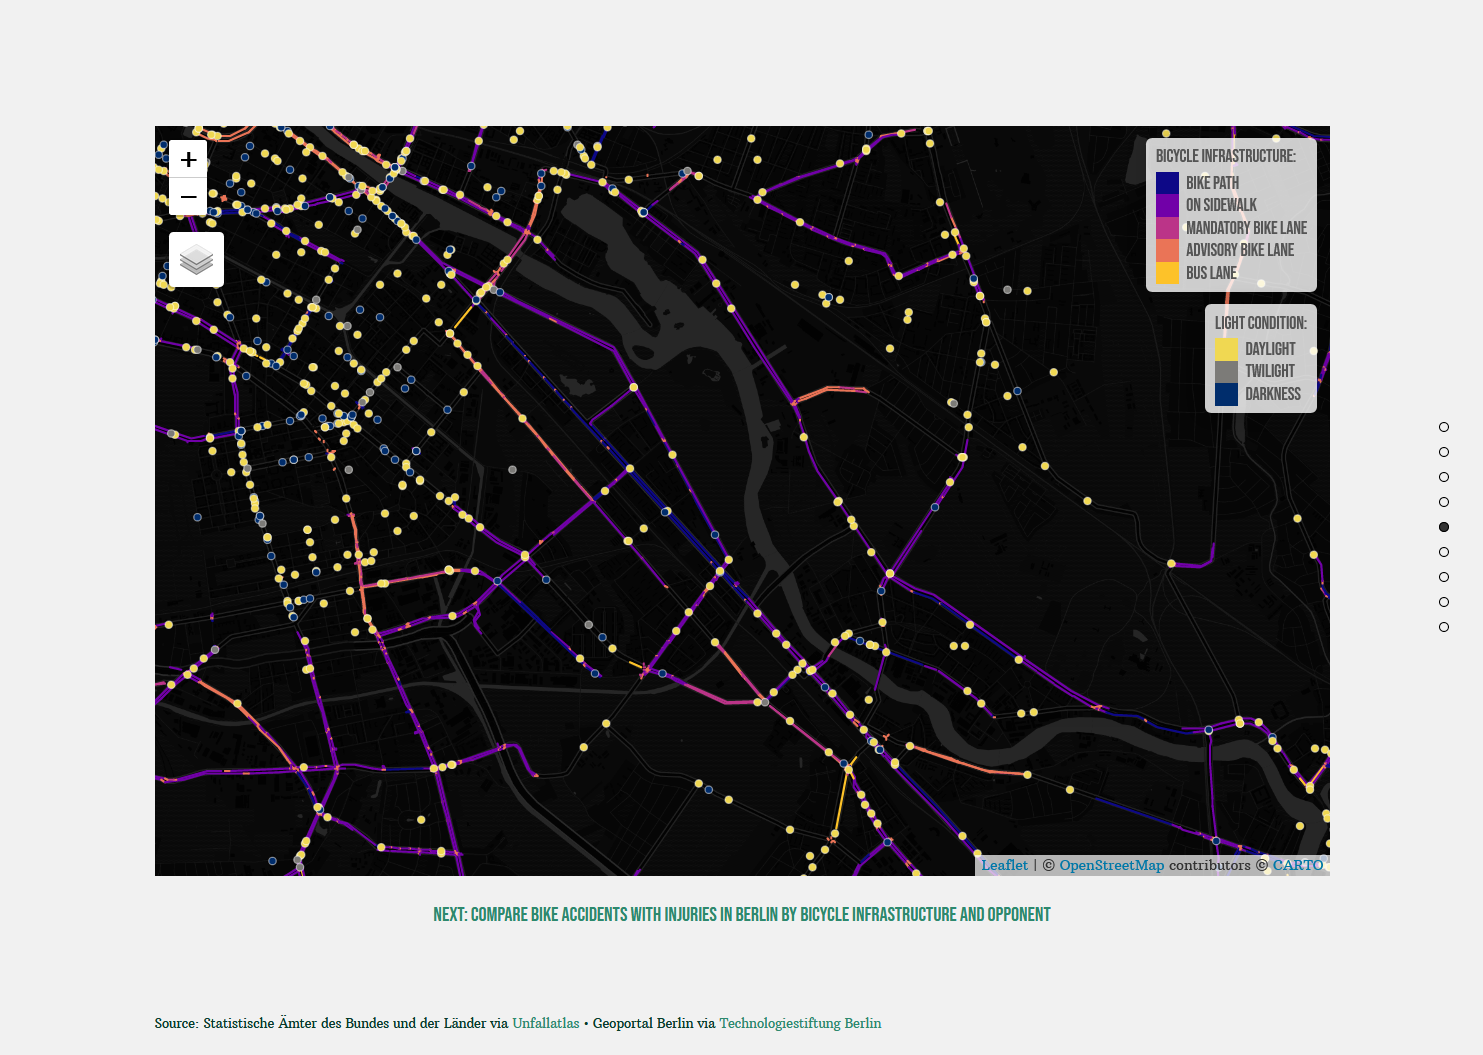 +
−
BICYCLE INFRASTRUCTURE:
BIKE PATH
ON SIDEWALK
MANDATORY BIKE LANE
ADVISORY BIKE LANE
BUS LANE
LIGHT CONDITION:
DAYLIGHT
TWILIGHT
DARKNESS
Leaflet | © OpenStreetMap contributors © CARTO
NEXT: COMPARE BIKE ACCIDENTS WITH INJURIES IN BERLIN BY BICYCLE INFRASTRUCTURE AND OPPONENT
Source: Statistische Ämter des Bundes und der Länder via Unfallatlas • Geoportal Berlin via Technologiestiftung Berlin